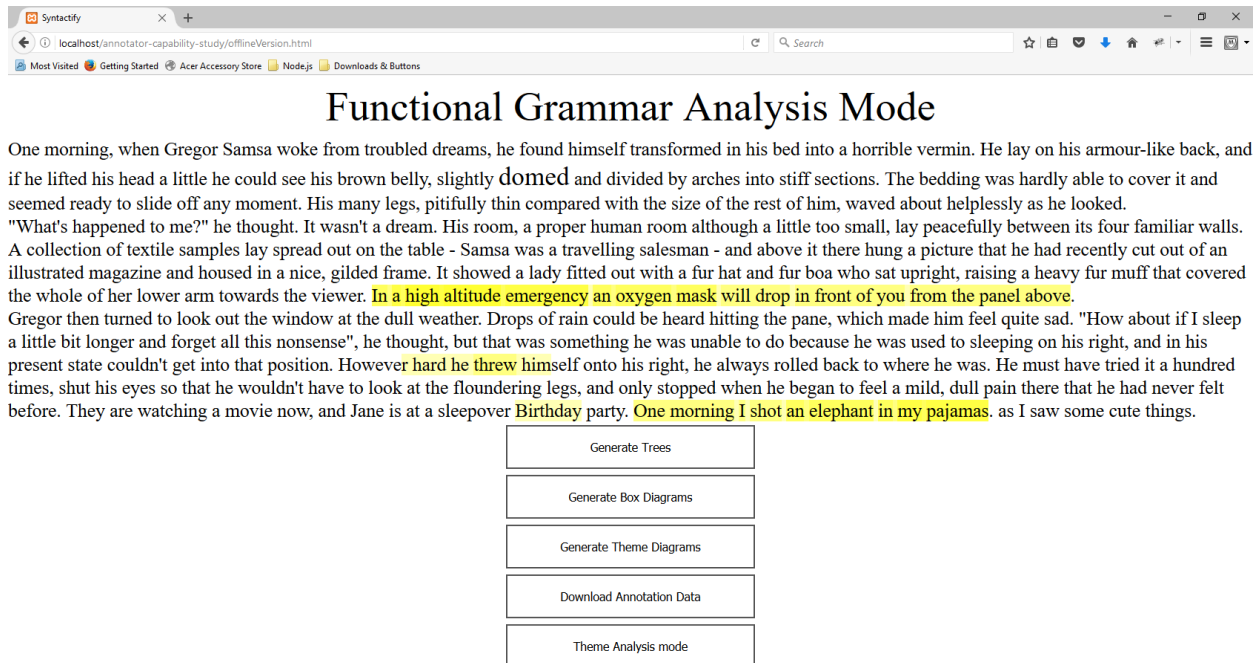 Syntactify
localhost/annotator-capability-study/offlineVersion.html
Search
Most Visited Getting Started Acer Accessory Store Node.js Downloads & Buttons
Functional Grammar Analysis Mode
One morning, when Gregor Samsa woke from troubled dreams, he found himself transformed in his bed into a horrible vermin. He lay on his armour-like back, and
if he lifted his head a little he could see his brown belly, slightly domed and divided by arches into stiff sections. The bedding was hardly able to cover it and
seemed ready to slide off any moment. His many legs, pitifully thin compared with the size of the rest of him, waved about helplessly as he looked.
"What's happened to me?" he thought. It wasn't a dream. His room, a proper human room although a little too small, lay peacefully between its four familiar walls.
A collection of textile samples lay spread out on the table - Samsa was a travelling salesman - and above it there hung a picture that he had recently cut out of an
illustrated magazine and housed in a nice, gilded frame. It showed a lady fitted out with a fur hat and fur boa who sat upright, raising a heavy fur muff that covered
the whole of her lower arm towards the viewer. In a high altitude emergency an oxygen mask will drop in front of you from the panel above.
Gregor then turned to look out the window at the dull weather. Drops of rain could be heard hitting the pane, which made him feel quite sad. "How about if I sleep
a little bit longer and forget all this nonsense", he thought, but that was something he was unable to do because he was used to sleeping on his right, and in his
present state couldn't get into that position. However hard he threw himself onto his right, he always rolled back to where he was. He must have tried it a hundred
times, shut his eyes so that he wouldn't have to look at the floundering legs, and only stopped when he began to feel a mild, dull pain there that he had never felt
before. They are watching a movie now, and Jane is at a sleepover Birthday party. One morning I shot an elephant in my pajamas. as I saw some cute things.
Generate Trees
Generate Box Diagrams
Generate Theme Diagrams
Download Annotation Data
Theme Analysis mode